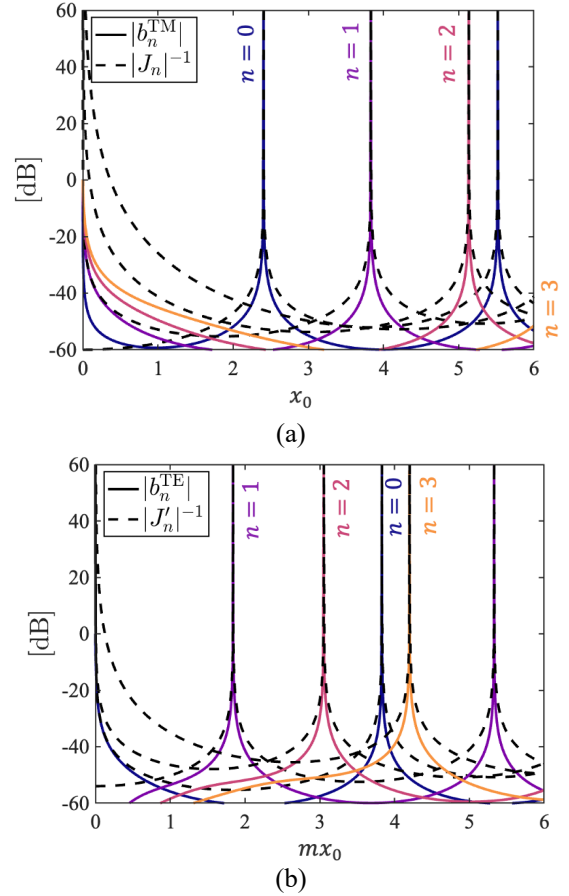 60
40
20
0
-20
-40
-60
[dB]
|b_n^TM|
|J_n|^−1
n = 0
n = 1
n = 2
n = 3
0 1 2 3 4 5 6
x_0
(a)
60
40
20
0
-20
-40
-60
[dB]
|b_n^TE|
|J'_n|^−1
n = 1
n = 2
n = 0
n = 3
0 1 2 3 4 5 6
mx_0
(b)